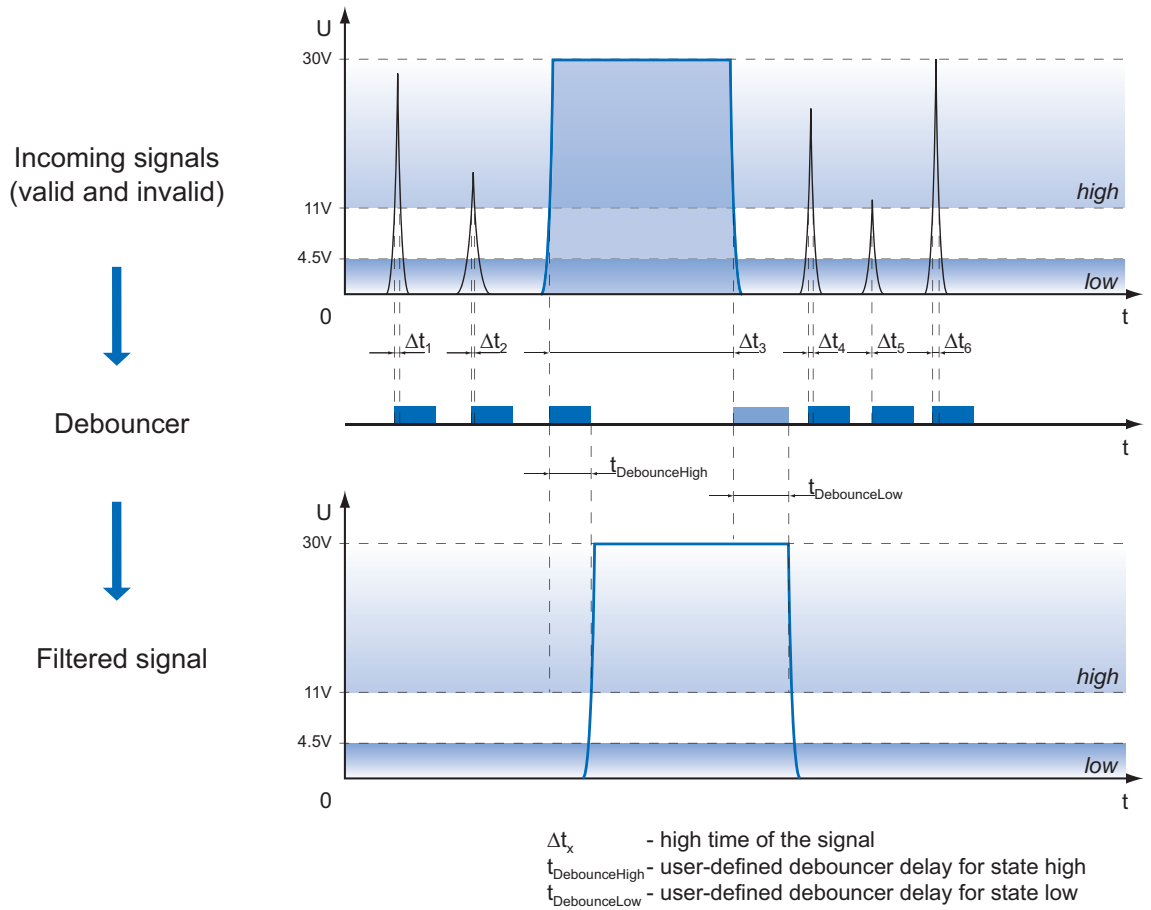 U
30V
Incoming signals
(valid and invalid)
high
11V
4.5V
low
0
t
Δt1
Δt2
Δt3
Δt4
Δt5
Δt6
Debouncer
t
tDebounceHigh
tDebounceLow
U
30V
Filtered signal
high
11V
4.5V
low
0
t
Δtx - high time of the signal
tDebounceHigh - user-defined debouncer delay for state high
tDebounceLow - user-defined debouncer delay for state low